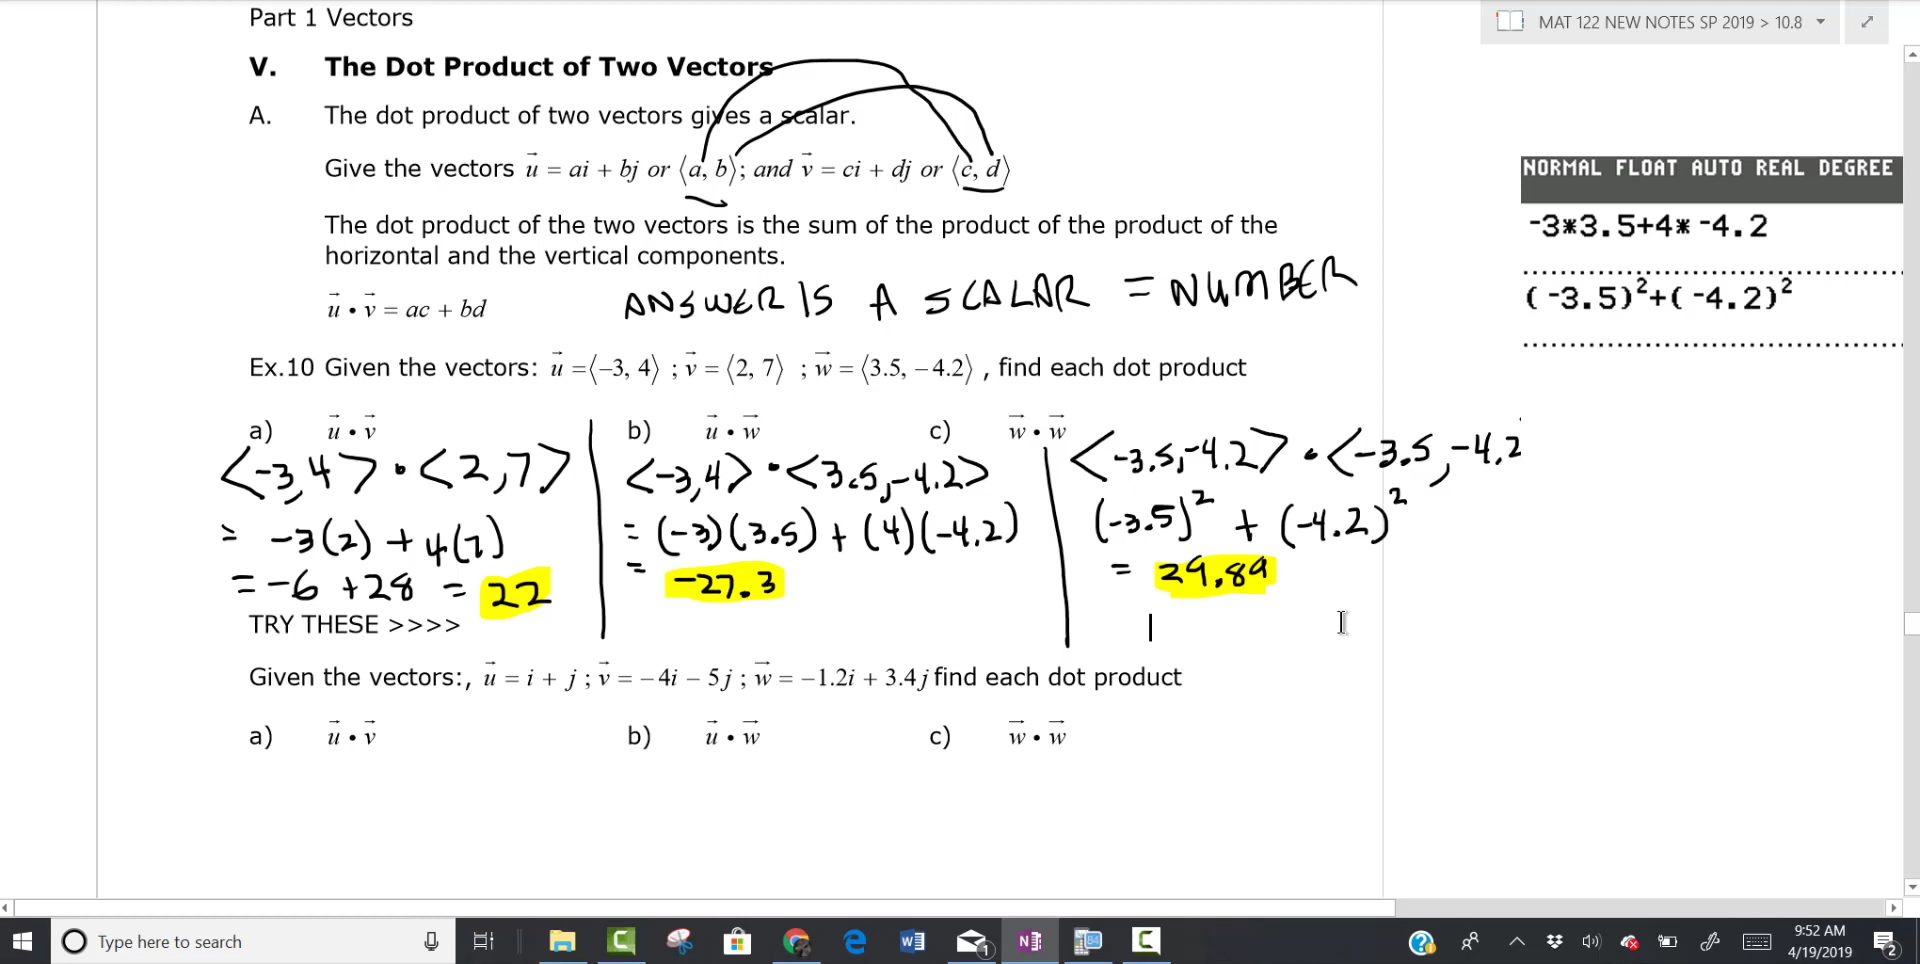 Part 1 Vectors
MAT 122 NEW NOTES SP 2019 > 10.8
V. The Dot Product of Two Vectors
A. The dot product of two vectors gives a scalar.
Give the vectors u⃗ = ai + bj or ⟨a, b⟩; and v⃗ = ci + dj or ⟨c, d⟩
NORMAL FLOAT AUTO REAL DEGREE
-3*3.5+4*-4.2
(-3.5)²+(-4.2)²
The dot product of the two vectors is the sum of the product of the product of the
horizontal and the vertical components.
u⃗ • v⃗ = ac + bd
ANSWER IS A SCALAR = NUMBER
Ex.10 Given the vectors: u⃗ =⟨−3, 4⟩ ; v⃗ = ⟨2, 7⟩ ; w⃗ = ⟨3.5, −4.2⟩ , find each dot product
a) u⃗ • v⃗
<-3,4> • <2,7>
= -3(2) + 4(7)
= -6 +28 = 22
b) u⃗ • w⃗
<-3,4> • <3.5,-4.2>
= (-3)(3.5) + (4)(-4.2)
= -27.3
c) w⃗ • w⃗
<-3.5,-4.2> • <-3.5,-4.2
(-3.5)² + (-4.2)²
= 29.89
TRY THESE >>>>
Given the vectors:, u⃗ = i + j ; v⃗ = −4i − 5j ; w⃗ = −1.2i + 3.4j find each dot product
a) u⃗ • v⃗ b) u⃗ • w⃗ c) w⃗ • w⃗
Type here to search
9:52 AM
4/19/2019